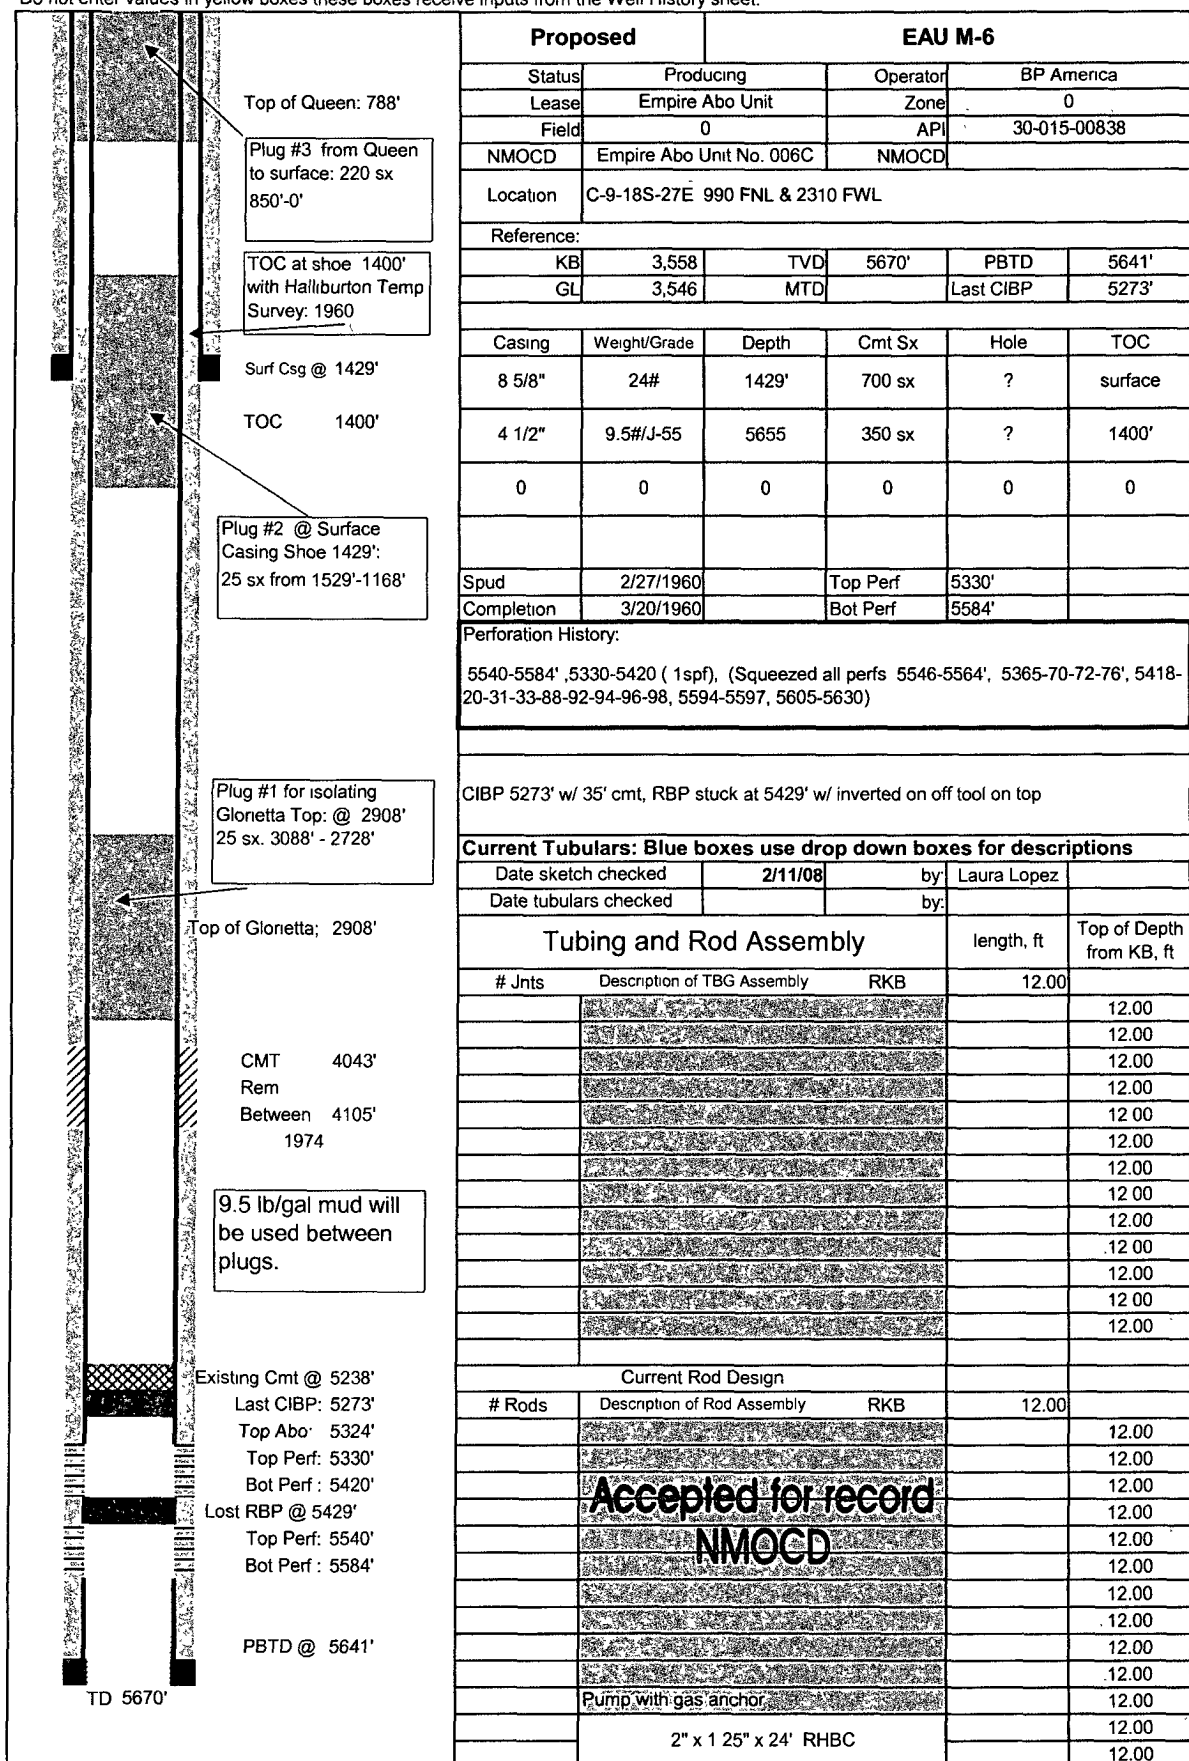 Do not enter values in yellow boxes these boxes receive inputs from the Well History sheet.
Top of Queen: 788'
Plug #3 from Queen
to surface: 220 sx
850'-0'
TOC at shoe 1400'
with Halliburton Temp
Survey: 1960
Surf Csg @ 1429'
TOC 1400'
Plug #2 @ Surface
Casing Shoe 1429':
25 sx from 1529'-1168'
Plug #1 for isolating
Glorietta Top: @ 2908'
25 sx. 3088' - 2728'
Top of Glorietta; 2908'
CMT 4043'
Rem
Between 4105'
1974
9.5 lb/gal mud will
be used between
plugs.
Existing Cmt @ 5238'
Last CIBP: 5273'
Top Abo· 5324'
Top Perf: 5330'
Bot Perf : 5420'
Lost RBP @ 5429'
Top Perf: 5540'
Bot Perf : 5584'
PBTD @ 5641'
TD 5670'
Proposed EAU M-6
Status Producing Operator BP America
Lease Empire Abo Unit Zone 0
Field 0 API 30-015-00838
NMOCD Empire Abo Unit No. 006C NMOCD
Location C-9-18S-27E 990 FNL & 2310 FWL
Reference:
KB 3,558 TVD 5670' PBTD 5641'
GL 3,546 MTD Last CIBP 5273'
Casing Weight/Grade Depth Cmt Sx Hole TOC
8 5/8" 24# 1429' 700 sx ? surface
4 1/2" 9.5#/J-55 5655 350 sx ? 1400'
0 0 0 0 0 0
Spud 2/27/1960 Top Perf 5330'
Completion 3/20/1960 Bot Perf 5584'
Perforation History:
5540-5584' ,5330-5420 ( 1spf), (Squeezed all perfs 5546-5564', 5365-70-72-76', 5418-
20-31-33-88-92-94-96-98, 5594-5597, 5605-5630)
CIBP 5273' w/ 35' cmt, RBP stuck at 5429' w/ inverted on off tool on top
Current Tubulars: Blue boxes use drop down boxes for descriptions
Date sketch checked 2/11/08 by· Laura Lopez
Date tubulars checked by:
Tubing and Rod Assembly length, ft Top of Depth
from KB, ft
# Jnts Description of TBG Assembly RKB 12.00
12.00
12.00
12.00
12.00
12 00
12.00
12.00
12 00
12.00
.12 00
12.00
12 00
12.00
Current Rod Design
# Rods Description of Rod Assembly RKB 12.00
12.00
12.00
12.00
Accepted for record
12.00
NMOCD 12.00
12.00
12.00
.12.00
12.00
.12.00
Pump with gas anchor 12.00
2" x 1 25" x 24' RHBC 12.00
12.00